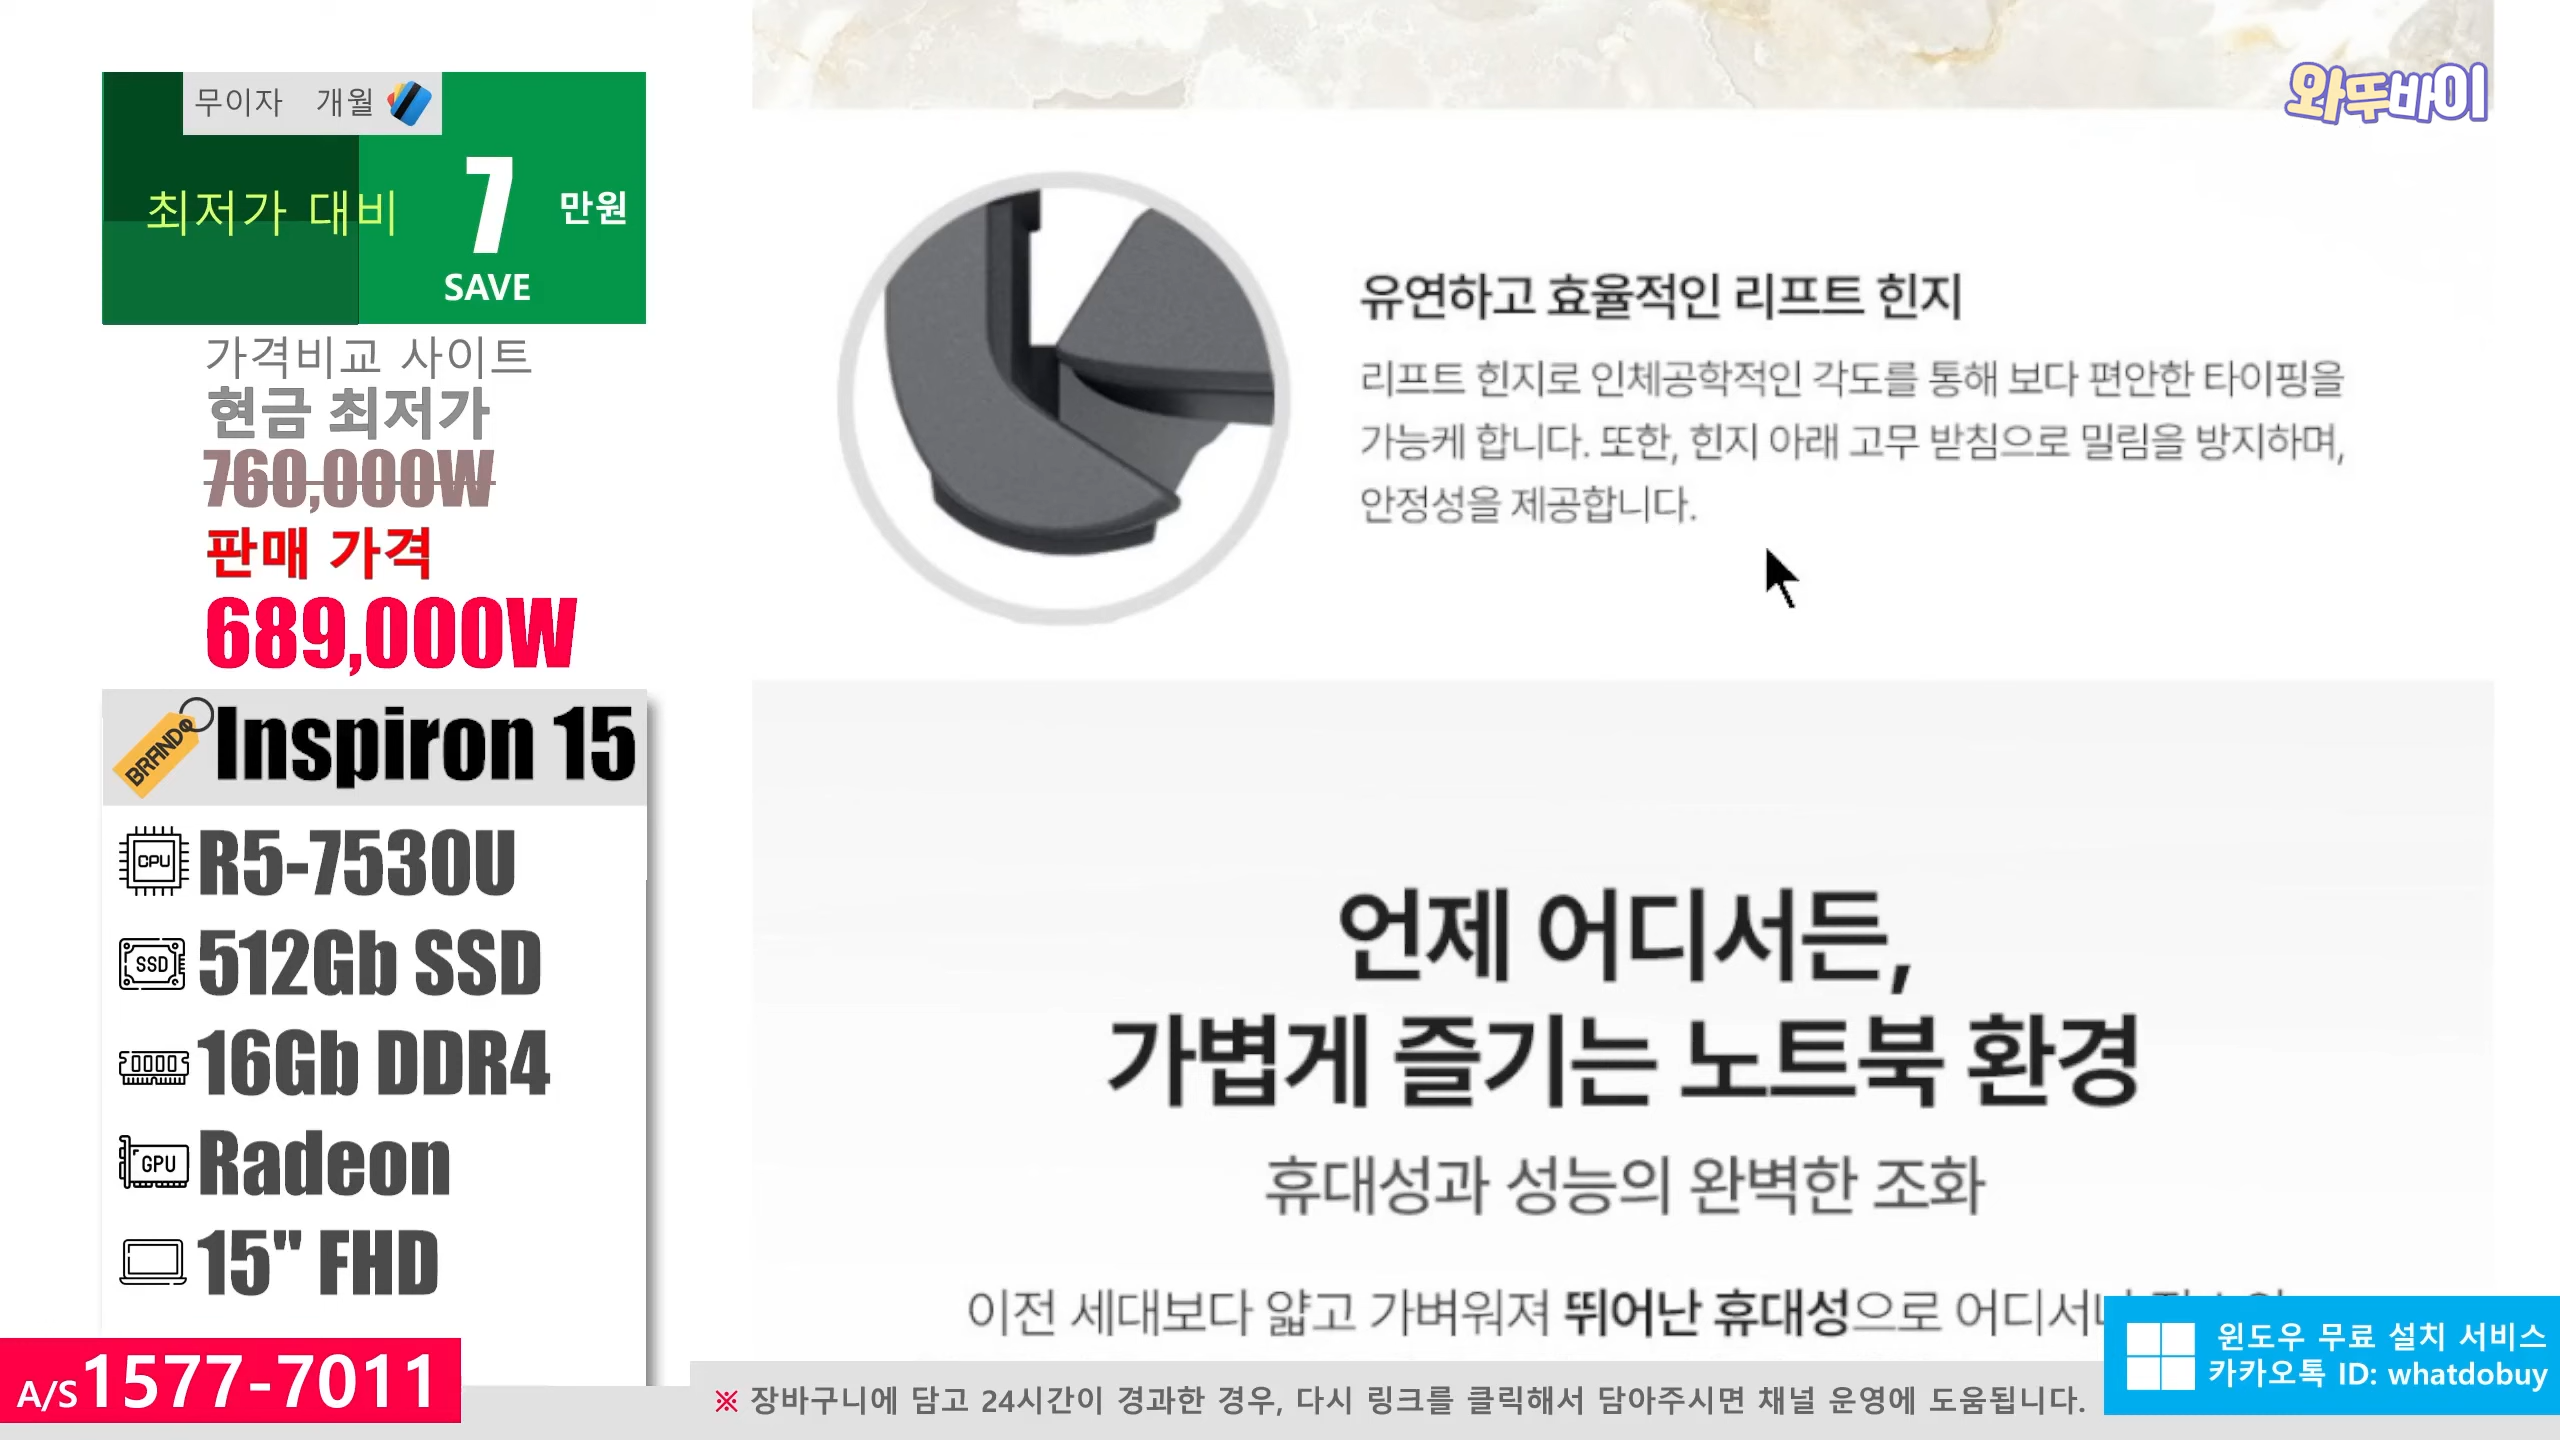 무이자 개월
최저가 대비 7 만원
SAVE
가격비교 사이트
현금 최저가
760,000W
판매 가격
689,000W
BRAND
Inspiron 15
CPU R5-7530U
SSD 512Gb SSD
16Gb DDR4
GPU Radeon
15" FHD
A/S 1577-7011
와뚜바이
유연하고 효율적인 리프트 힌지
리프트 힌지로 인체공학적인 각도를 통해 보다 편안한 타이핑을
가능케 합니다. 또한, 힌지 아래 고무 받침으로 밀림을 방지하며,
안정성을 제공합니다.
언제 어디서든,
가볍게 즐기는 노트북 환경
휴대성과 성능의 완벽한 조화
이전 세대보다 얇고 가벼워져 뛰어난 휴대성으로
※ 장바구니에 담고 24시간이 경과한 경우, 다시 링크를 클릭해서 담아주시면 채널 운영에 도움됩니다.
윈도우 무료 설치 서비스
카카오톡 ID: whatdobuy